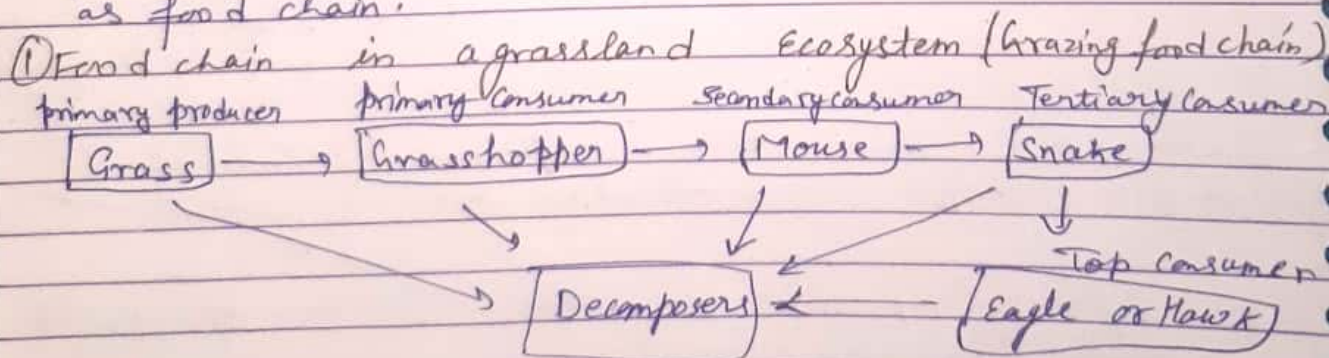 as food chain.
① Food chain in a grassland Ecosystem (Grazing food chain)
primary producer primary Consumer Secondary consumer Tertiary Consumer
Grass → Grasshopper → Mouse → Snake
Top Consumer
Decomposers ← Eagle or Hawk